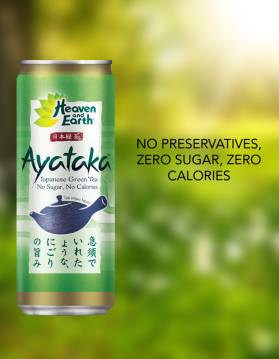 Heaven
and
Earth
日本緑茶
Ayataka
Japanese Green Tea
No Sugar, No Calories
急須で
いれた
ような、
にごり
の旨み
NO PRESERVATIVES,
ZERO SUGAR, ZERO
CALORIES